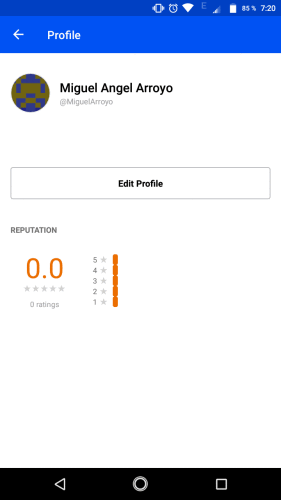 E 85 % 7:20
Profile
Miguel Angel Arroyo
@MiguelArroyo
Edit Profile
REPUTATION
0.0
0 ratings
5
4
3
2
1